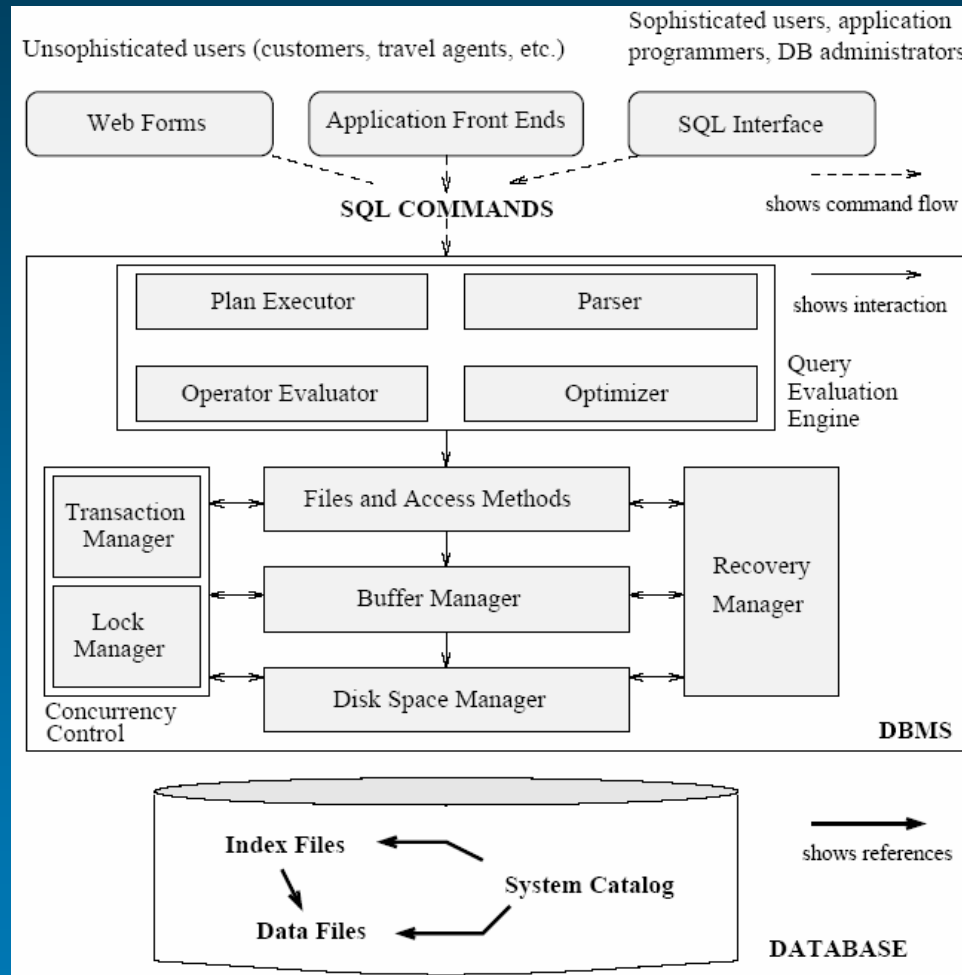 Unsophisticated users (customers, travel agents, etc.)
Sophisticated users, application
programmers, DB administrators
Web Forms
Application Front Ends
SQL Interface
SQL COMMANDS
shows command flow
Plan Executor
Parser
shows interaction
Operator Evaluator
Optimizer
Query
Evaluation
Engine
Files and Access Methods
Transaction
Manager
Recovery
Manager
Buffer Manager
Lock
Manager
Disk Space Manager
Concurrency
Control
DBMS
Index Files
shows references
System Catalog
Data Files
DATABASE